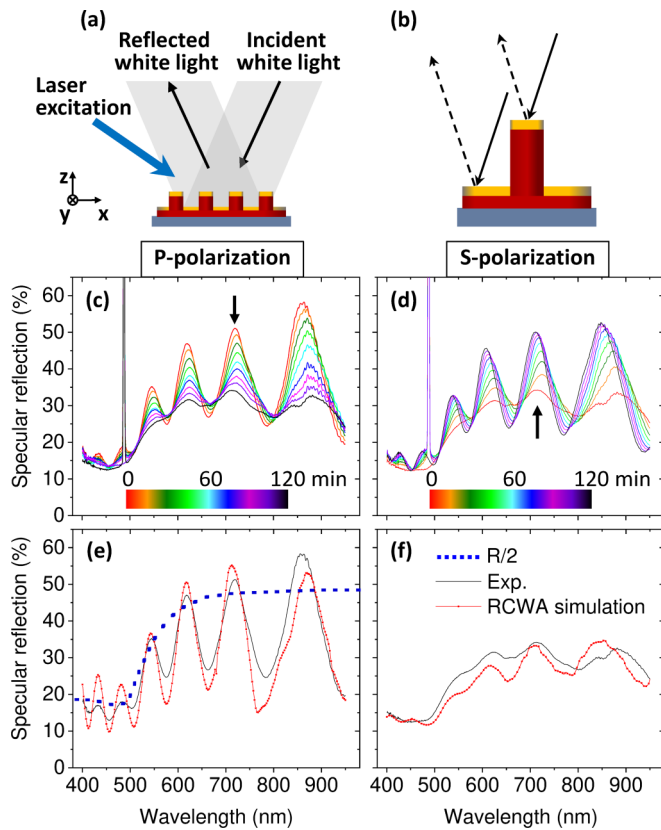 (a)
(b)
Reflected
white light
Incident
white light
Laser
excitation
z
y
x
P-polarization
S-polarization
Specular reflection (%)
60
50
40
30
20
10
0
(c)
0
60
120 min
Specular reflection (%)
(d)
0
60
120 min
Specular reflection (%)
60
50
40
30
20
10
0
(e)
400 500 600 700 800 900
Wavelength (nm)
(f)
R/2
Exp.
RCWA simulation
400 500 600 700 800 900
Wavelength (nm)